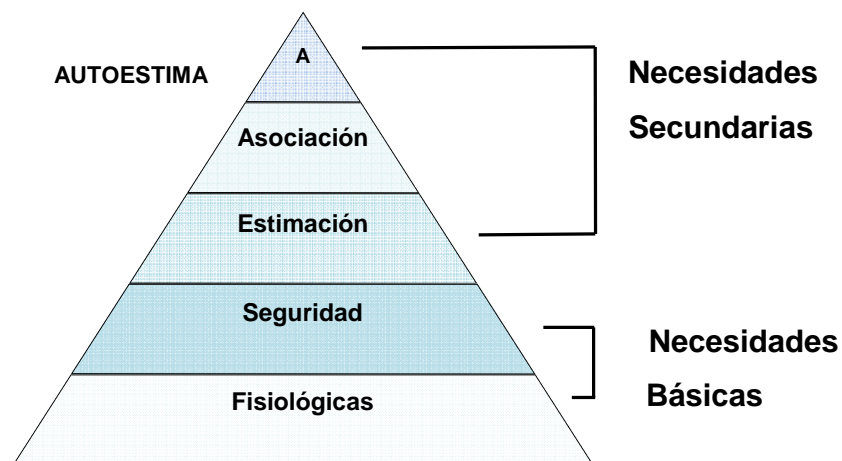 A
AUTOESTIMA
Asociación
Estimación
Seguridad
Fisiológicas
Necesidades
Secundarias
Necesidades
Básicas